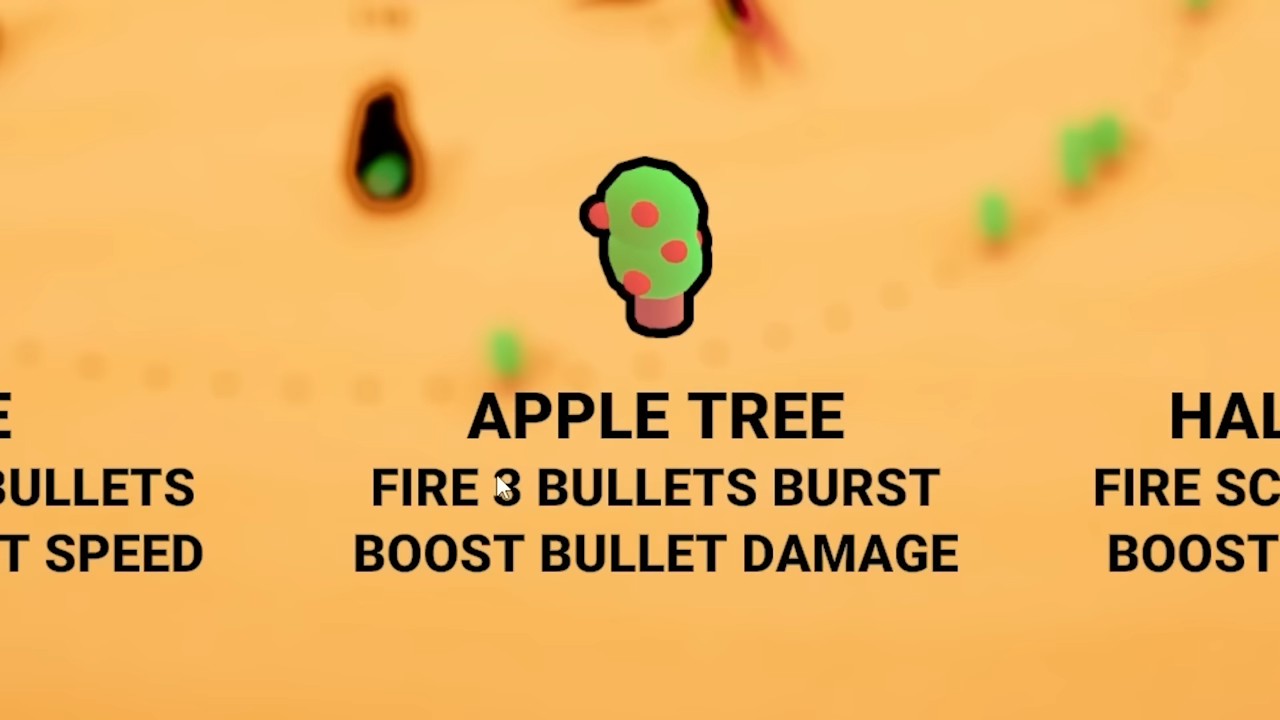 E
BULLETS
T SPEED
APPLE TREE
FIRE 3 BULLETS BURST
BOOST BULLET DAMAGE
HAL
FIRE SC
BOOST